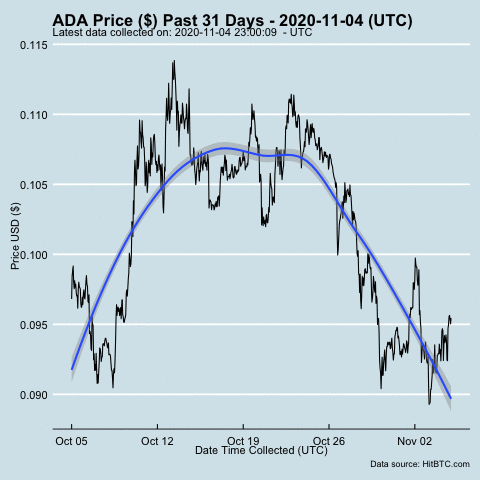 ADA Price ($) Past 31 Days - 2020-11-04 (UTC)
Latest data collected on: 2020-11-04 23:00:09  - UTC
0.115
0.110
0.105
0.100
0.095
0.090
Price USD ($)
Oct 05 Oct 12 Oct 19 Oct 26 Nov 02
Date Time Collected (UTC)
Data source: HitBTC.com